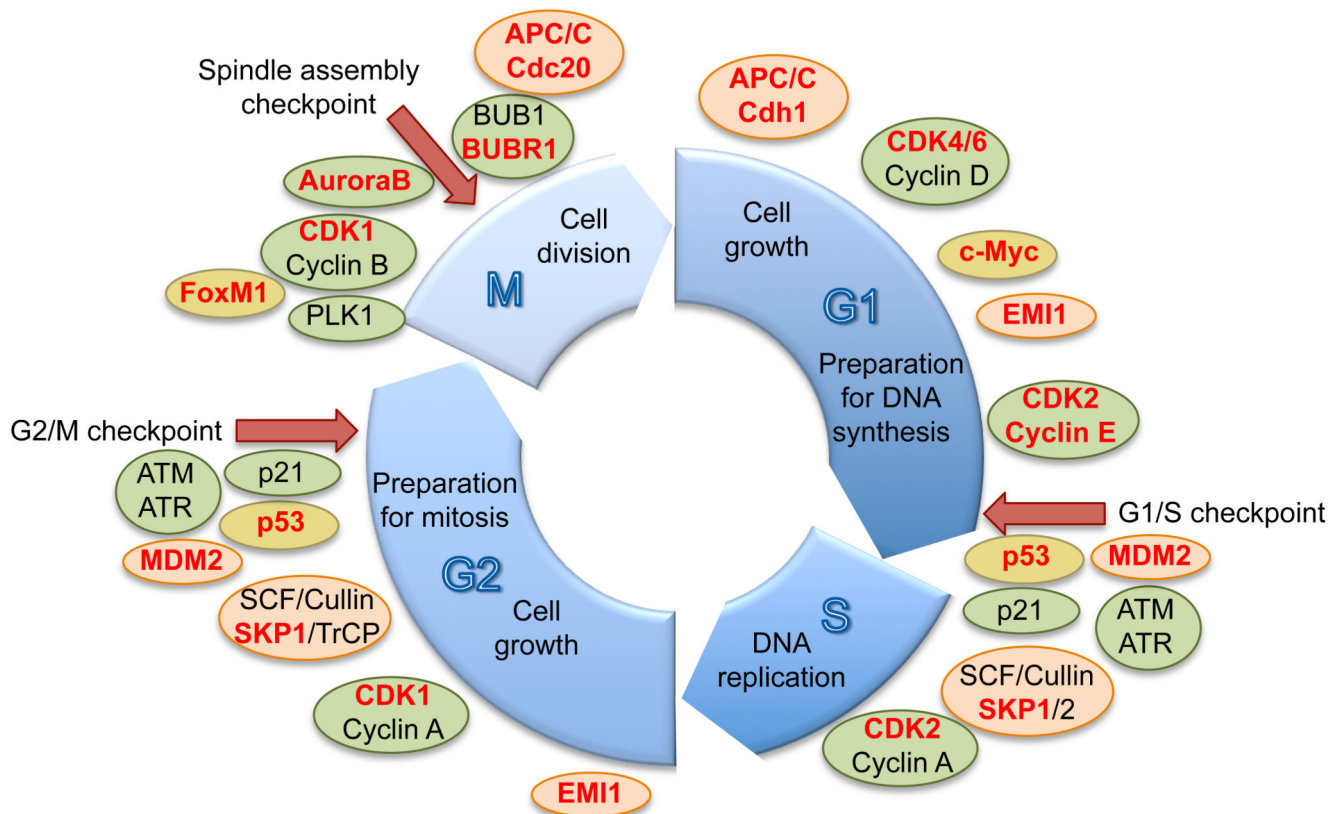 APC/C
Cdc20
Spindle assembly
checkpoint
BUB1
BUBR1
AuroraB
CDK1
Cyclin B
FoxM1
PLK1
Cell
division
M
APC/C
Cdh1
CDK4/6
Cyclin D
Cell
growth
c-Myc
G1
EMI1
Preparation
for DNA
synthesis
CDK2
Cyclin E
G1/S checkpoint
p53
MDM2
p21
ATM
ATR
S
DNA
replication
SCF/Cullin
SKP1/2
CDK2
Cyclin A
G2/M checkpoint
ATM
ATR
p21
p53
MDM2
Preparation
for mitosis
G2
Cell
growth
SCF/Cullin
SKP1/TrCP
CDK1
Cyclin A
EMI1